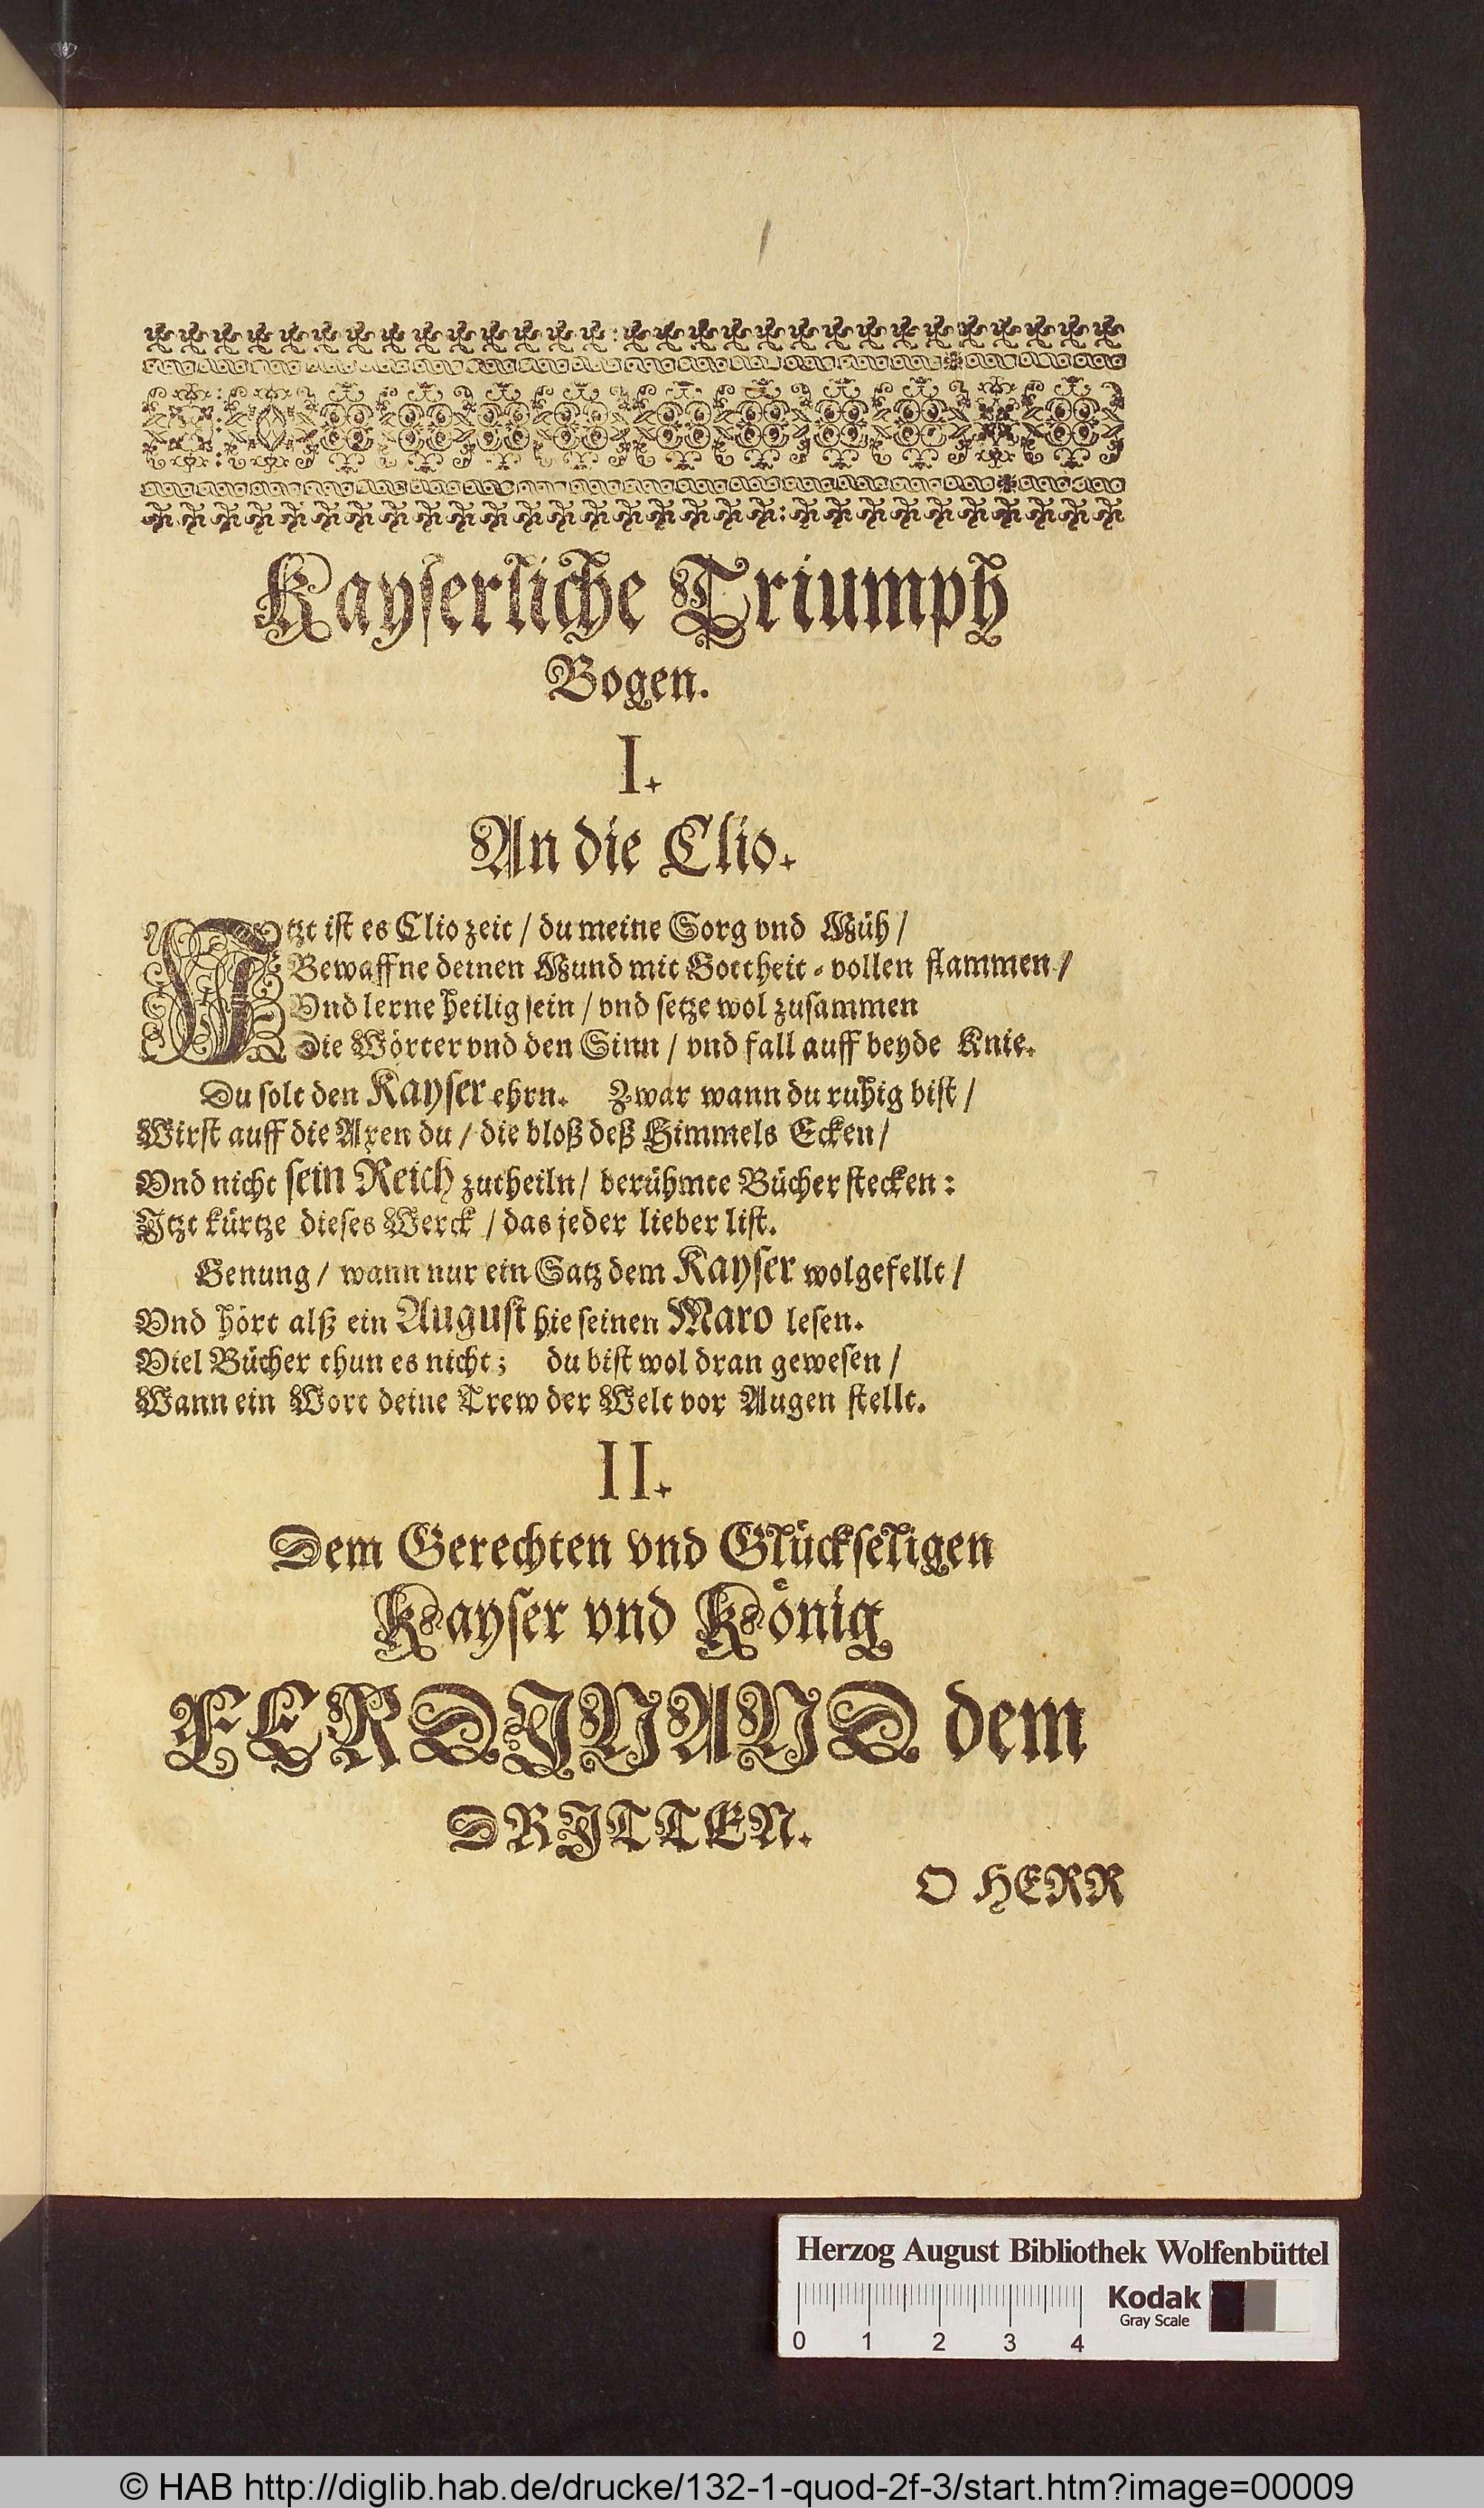 Kayserliche Triumph
Bogen.
I.
An die Clio.
Jtzt ist es Clio zeit / du meine Sorg vnd Müh /
Bewaffne deinen Mund mit Gottheit-vollen flammen /
Vnd lerne heilig sein / vnd setze wol zusammen
Die Wörter vnd den Sinn / vnd fall auff beyde Knie.
Du solt den Kayser ehrn. Zwar wann du ruhig bist /
Wirst auff die Axen du / die bloß deß Himmels Ecken /
Vnd nicht sein Reich zutheiln / berühmte Bücher stecken:
Jtzt kürtze dieses Werck / das jeder lieber list.
Genung / wann nur ein Satz dem Kayser wolgefellt /
Vnd hört alß ein August hie seinen Maro lesen.
Viel Bücher thun es nicht; du bist wol dran gewesen /
Wann ein Wort deine Trew der Welt vor Augen stellt.
II.
Dem Gerechten vnd Glückseligen
Kayser vnd König
FERDJNAND dem
DRJTTEN.
O HERR
Herzog August Bibliothek Wolfenbüttel
Kodak
Gray Scale
0 1 2 3 4
© HAB http://diglib.hab.de/drucke/132-1-quod-2f-3/start.htm?image=00009